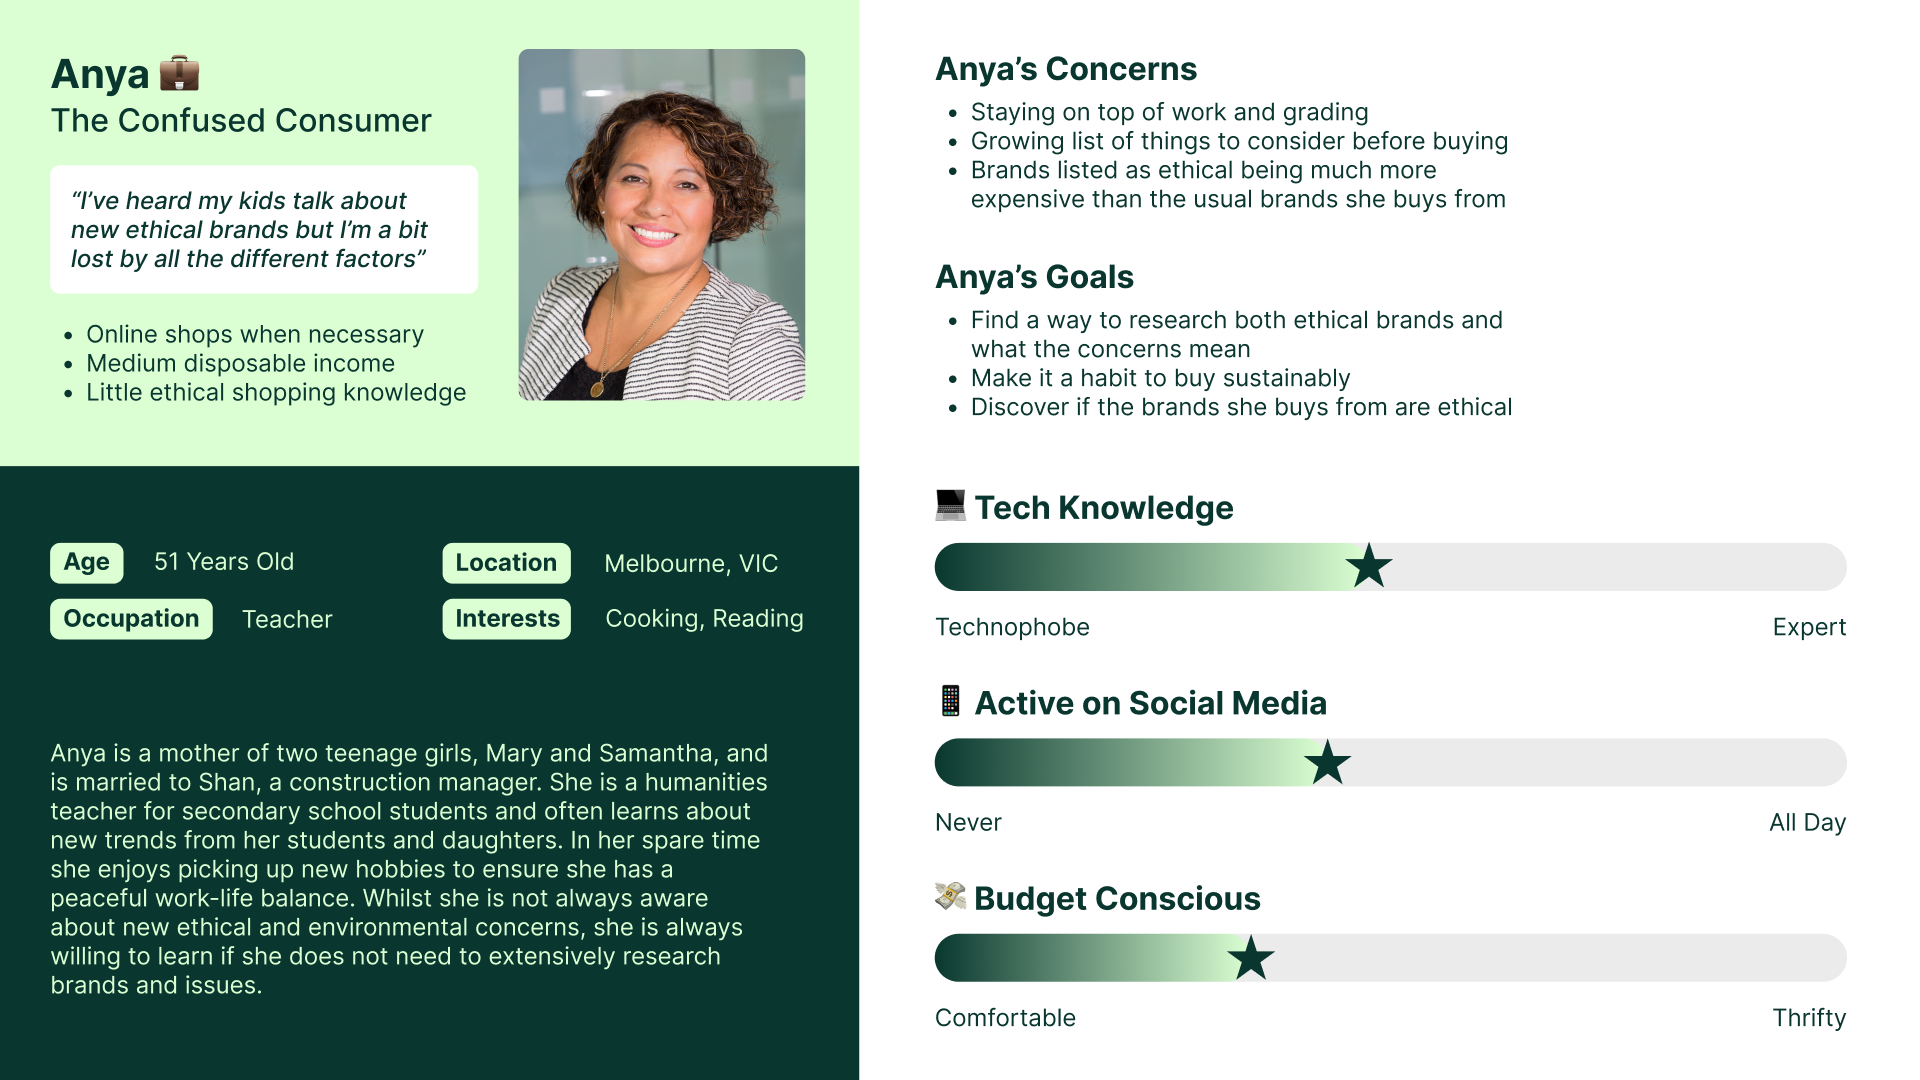 Anya
The Confused Consumer
“I’ve heard my kids talk about
new ethical brands but I’m a bit
lost by all the different factors”
• Online shops when necessary
• Medium disposable income
• Little ethical shopping knowledge
Age 51 Years Old
Location Melbourne, VIC
Occupation Teacher
Interests Cooking, Reading
Anya is a mother of two teenage girls, Mary and Samantha, and
is married to Shan, a construction manager. She is a humanities
teacher for secondary school students and often learns about
new trends from her students and daughters. In her spare time
she enjoys picking up new hobbies to ensure she has a
peaceful work-life balance. Whilst she is not always aware
about new ethical and environmental concerns, she is always
willing to learn if she does not need to extensively research
brands and issues.
Anya’s Concerns
• Staying on top of work and grading
• Growing list of things to consider before buying
• Brands listed as ethical being much more
expensive than the usual brands she buys from
Anya’s Goals
• Find a way to research both ethical brands and
what the concerns mean
• Make it a habit to buy sustainably
• Discover if the brands she buys from are ethical
Tech Knowledge
Technophobe Expert
Active on Social Media
Never All Day
Budget Conscious
Comfortable Thrifty